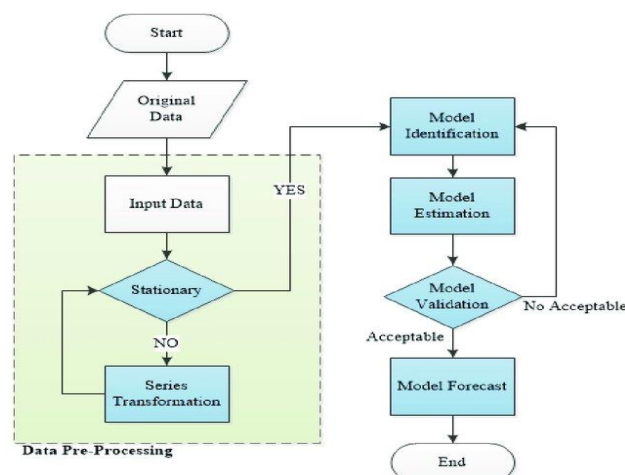 Start
Original
Data
Input Data
Stationary
YES
NO
Series
Transformation
Data Pre-Processing
Model
Identification
Model
Estimation
Model
Validation
No Acceptable
Acceptable
Model Forecast
End